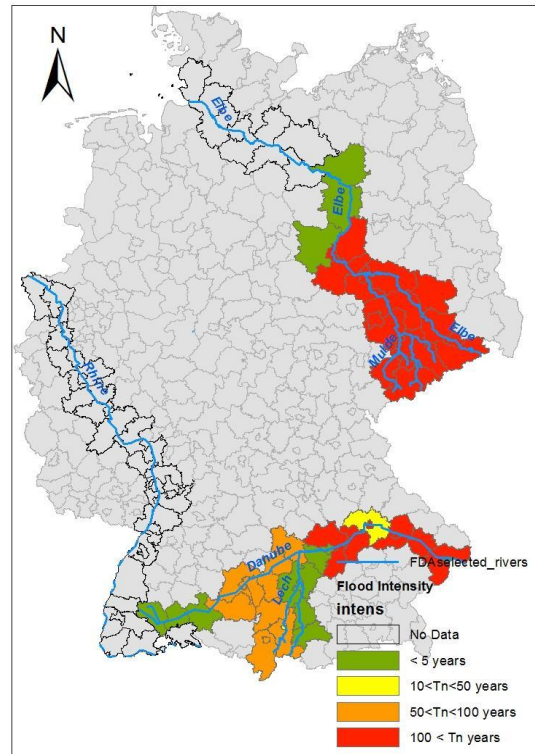 N
Elbe
Elbe
Elbe
Mulde
Rhine
Danube
Lech
FDAselected_rivers
Flood Intensity
intens
No Data
< 5 years
10<Tn<50 years
50<Tn<100 years
100 < Tn years